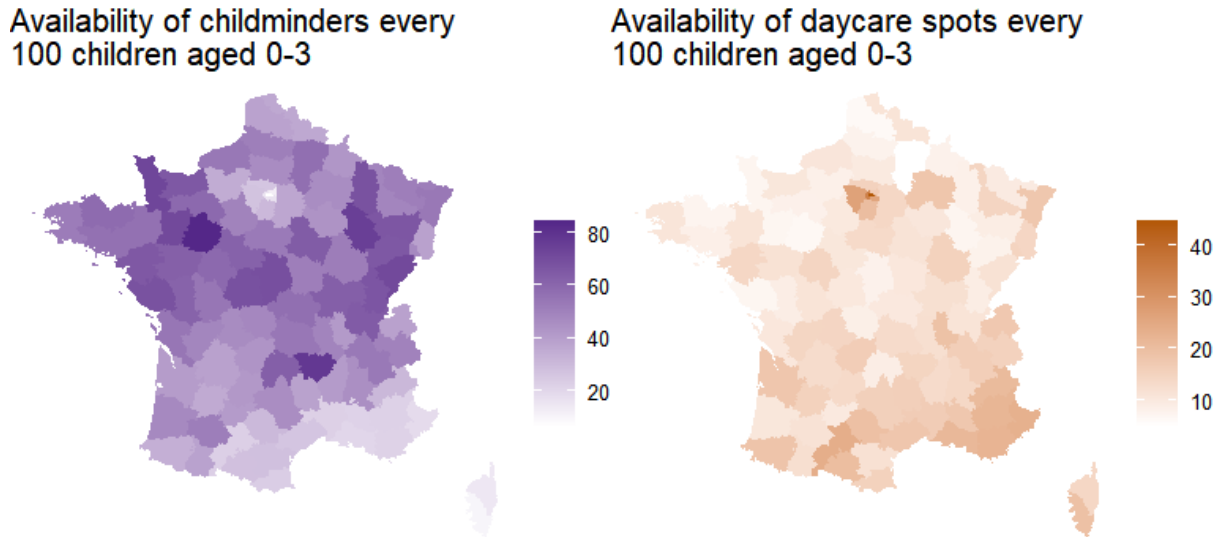 Availability of childminders every
100 children aged 0-3
80
60
40
20
Availability of daycare spots every
100 children aged 0-3
40
30
20
10